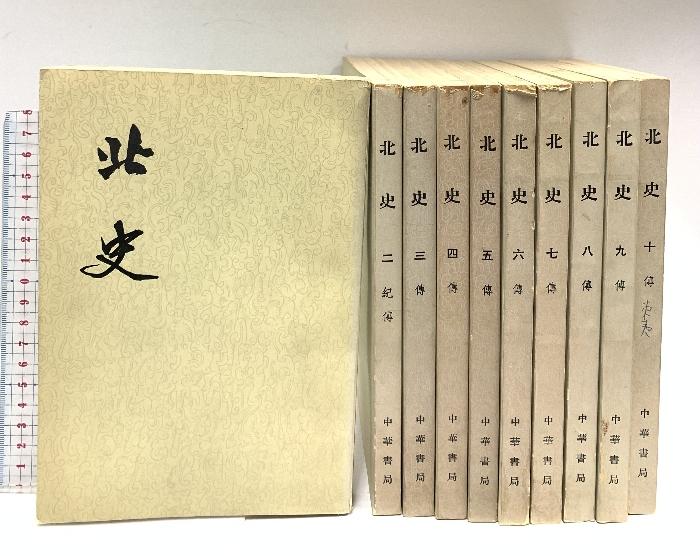 北史
北史 二 紀傳 中華書局
北史 三 傳 中華書局
北史 四 傳 中華書局
北史 五 傳 中華書局
北史 六 傳 中華書局
北史 七 傳 中華書局
北史 八 傳 中華書局
北史 九 傳 中華書局
北史 十 傳 中華書局